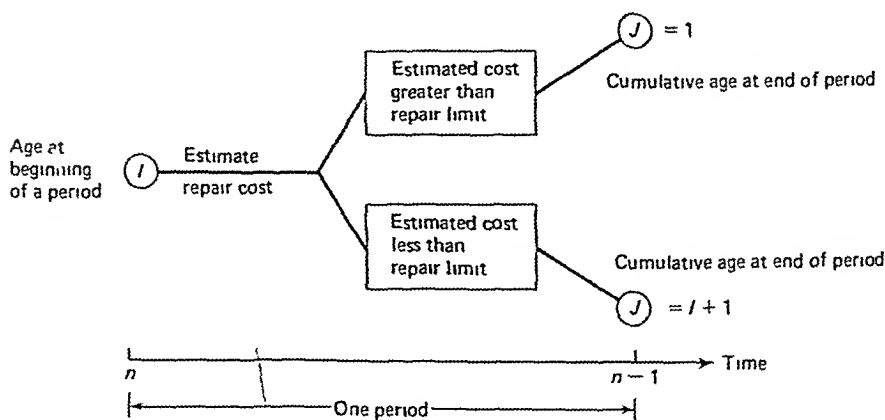 J = 1
Estimated cost
greater than
repair limit
Cumulative age at end of period
Age at
beginning
of a period
I
Estimate
repair cost
Estimated cost
less than
repair limit
Cumulative age at end of period
J = I + 1
n
n − 1
Time
One period